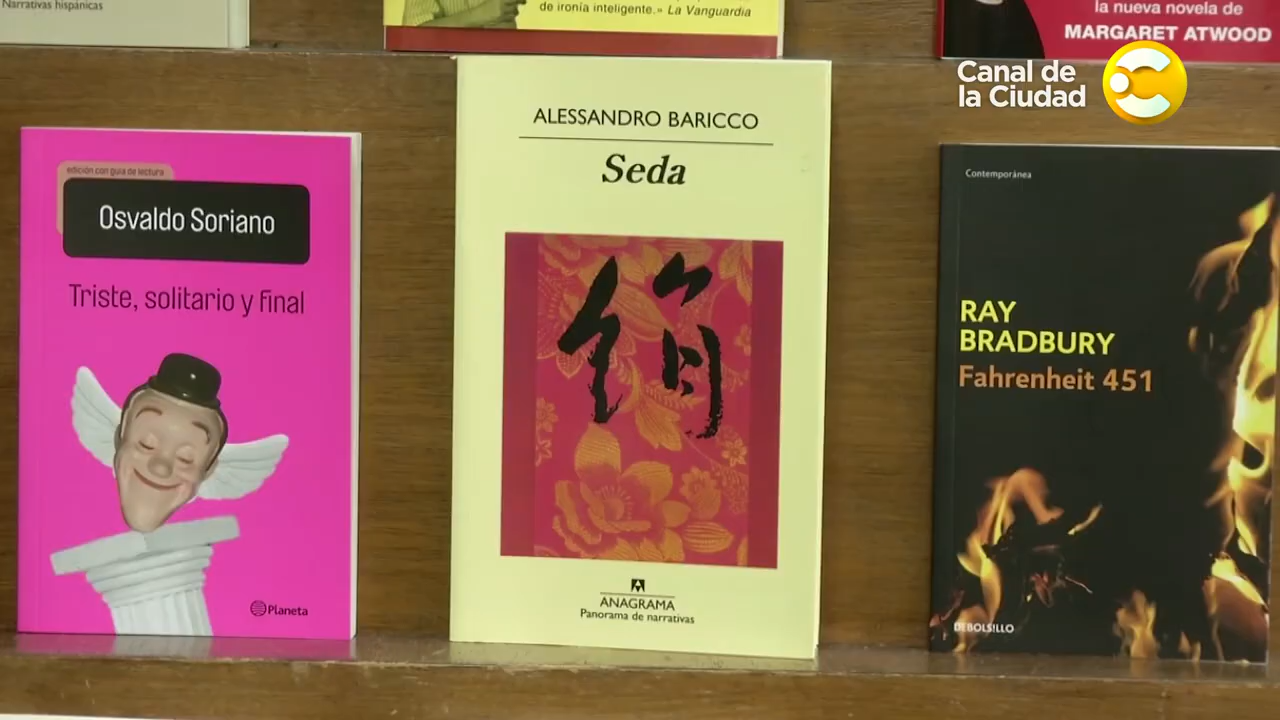 Narrativas hispánicas
de ironía inteligente.» La Vanguardia
la nueva novela de
MARGARET ATWOOD
Canal de
la Ciudad
edición con guía de lectura
Osvaldo Soriano
Triste, solitario y final
Planeta
ALESSANDRO BARICCO
Seda
絹
ANAGRAMA
Panorama de narrativas
Contemporánea
RAY
BRADBURY
Fahrenheit 451
DEBOLS!LLO